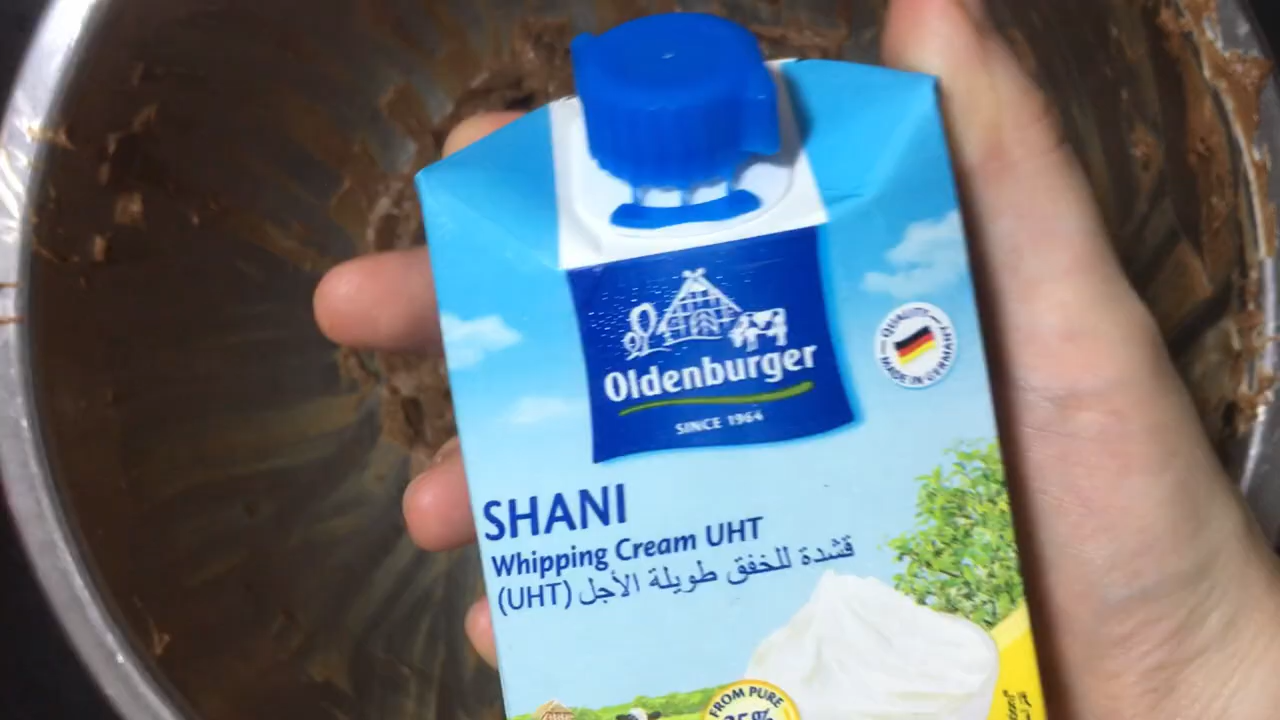 Oldenburger
SINCE 1964
QUALITY
MADE IN GERMANY
SHANI
Whipping Cream UHT
قشدة للخفق طويلة الأجل (UHT)
FROM PURE